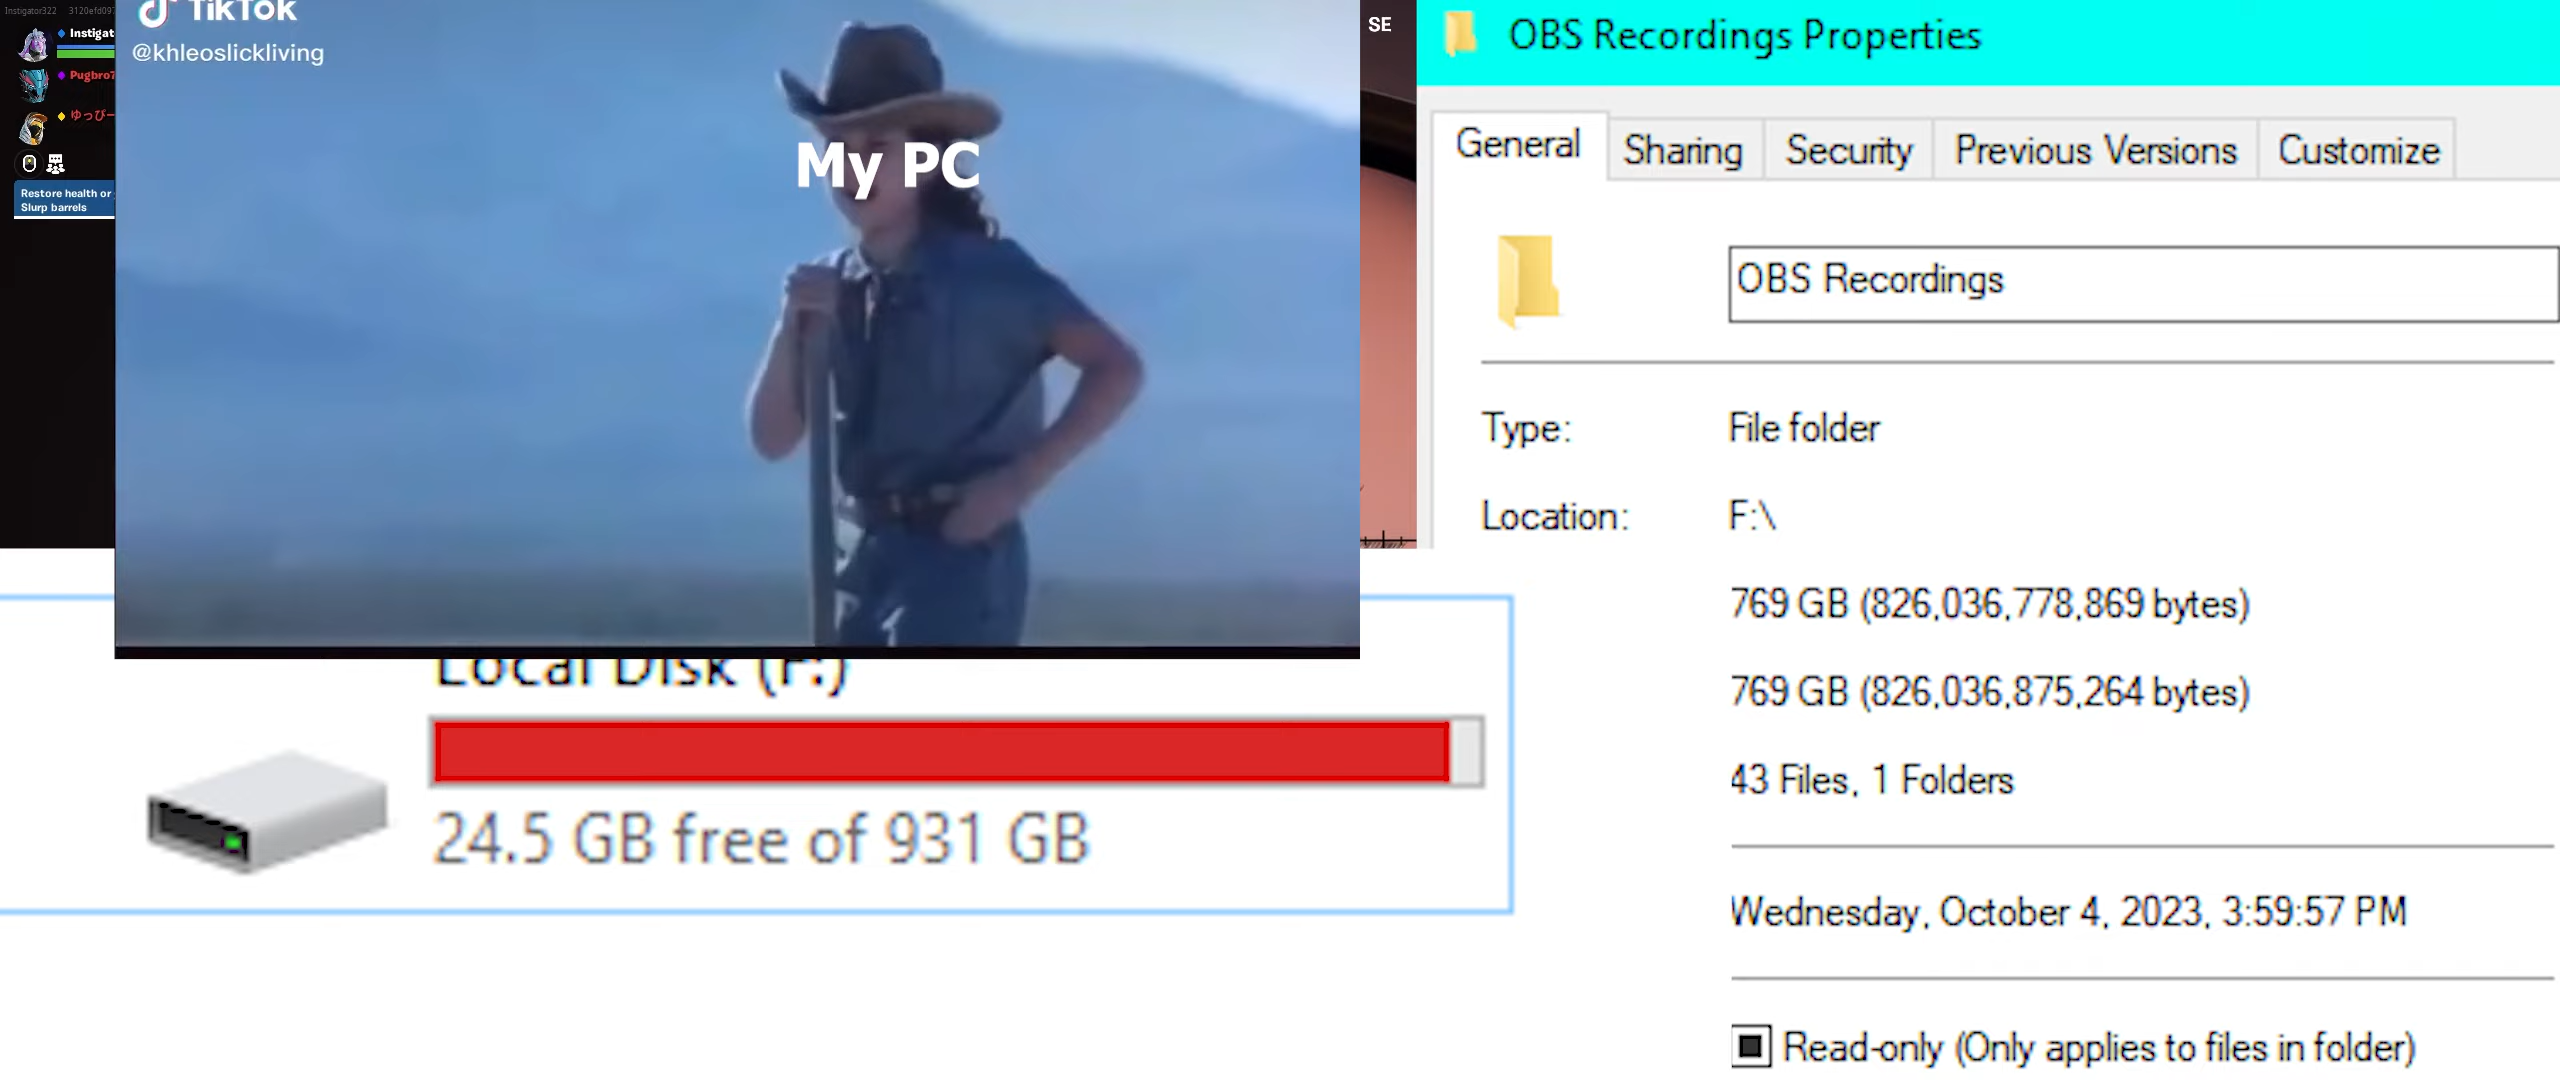 Instigator322 3120efd097
Instigat
Pugbro7
ゆっぴー
Restore health or
Slurp barrels
TikTok
@khleoslickliving
My PC
SE
OBS Recordings Properties
General Sharing Security Previous Versions Customize
OBS Recordings
Type: File folder
Location: F:\
769 GB (826,036,778,869 bytes)
769 GB (826,036,875,264 bytes)
43 Files, 1 Folders
Wednesday, October 4, 2023, 3:59:57 PM
Read-only (Only applies to files in folder)
Local Disk (F:)
24.5 GB free of 931 GB